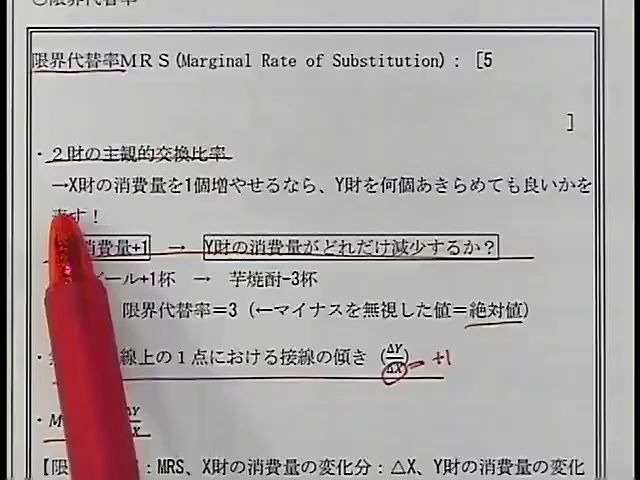 限界代替率
限界代替率MRS(Marginal Rate of Substitution)：[5
]
・２財の主観的交換比率
→X財の消費量を1個増やせるなら、Y財を何個あきらめても良いかを
表す！
消費量+1 → Y財の消費量がどれだけ減少するか？
ール+1杯 → 芋焼酎-3杯
限界代替率＝3（←マイナスを無視した値＝絶対値）
・線上の１点における接線の傾き（ΔY/ΔX） +1
・M ΔY
【限：MRS、X財の消費量の変化分：△X、Y財の消費量の変化